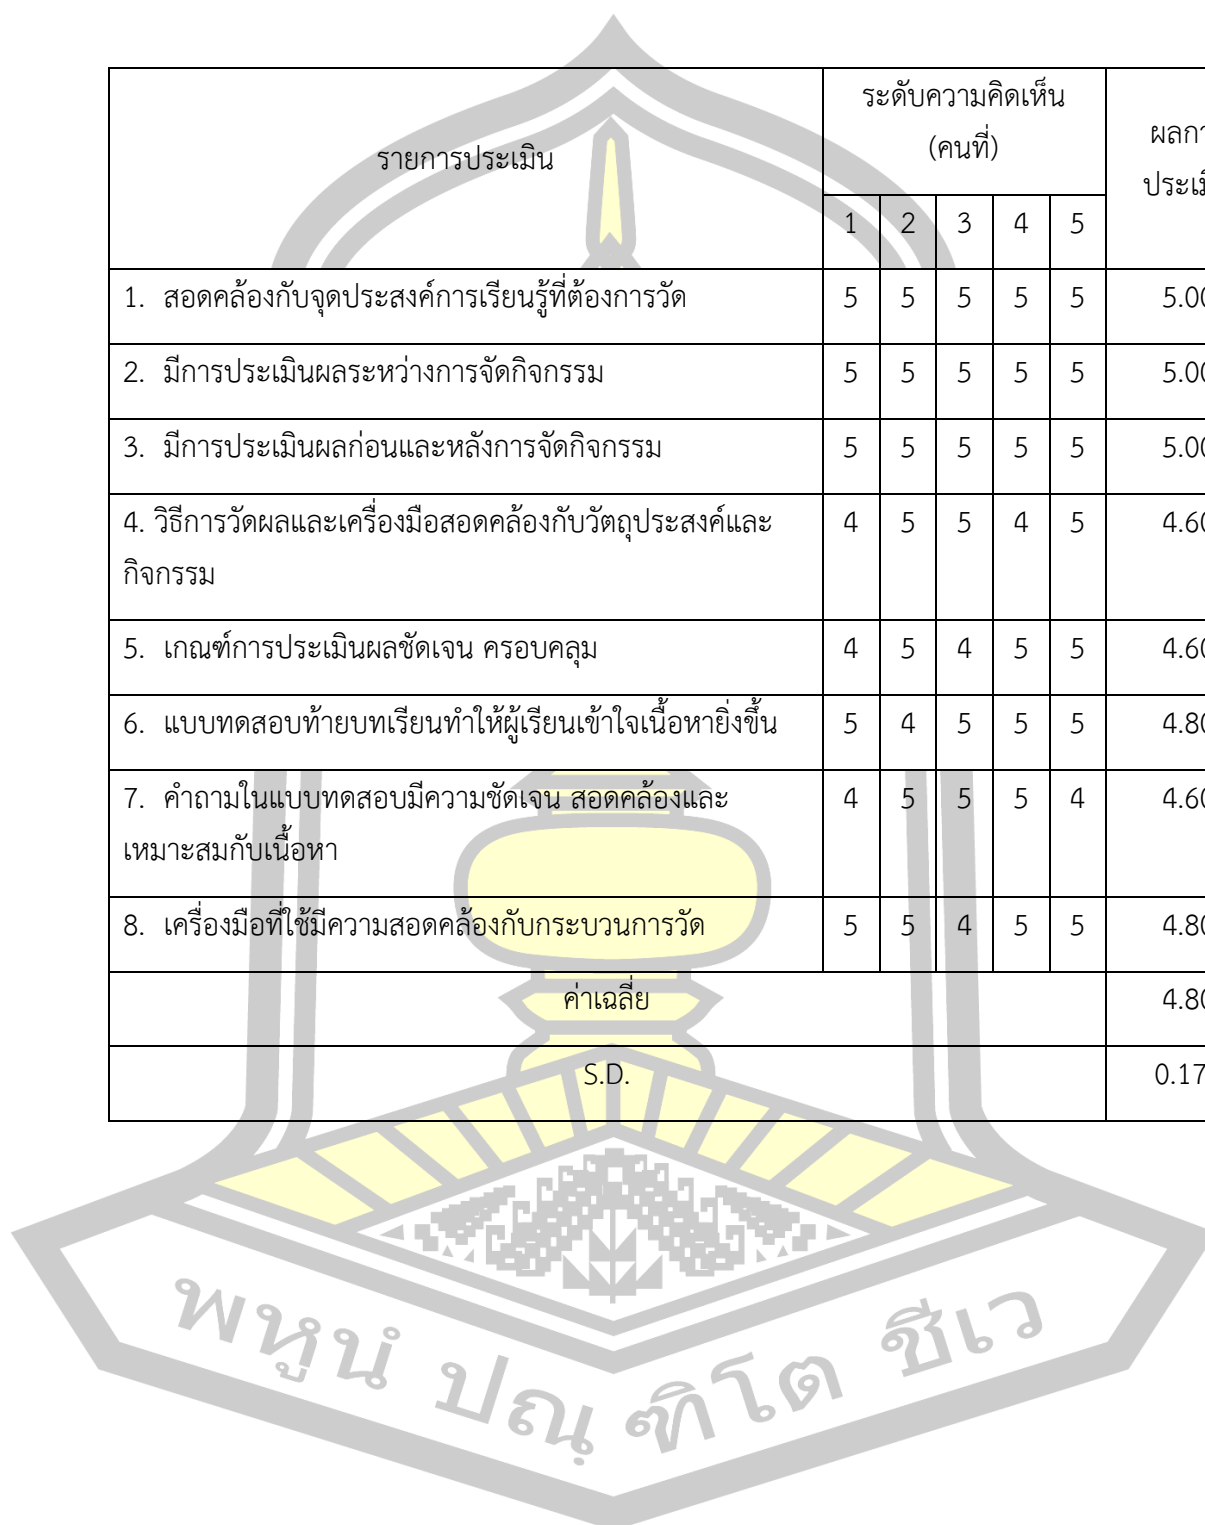 ระดับความคิดเห็น
(คนที่)
รายการประเมิน
1 2 3 4 5
1. สอดคล้องกับจุดประสงค์การเรียนรู้ที่ต้องการวัด 5 5 5 5 5 5.00
2. มีการประเมินผลระหว่างการจัดกิจกรรม 5 5 5 5 5 5.00
3. มีการประเมินผลก่อนและหลังการจัดกิจกรรม 5 5 5 5 5 5.00
4. วิธีการวัดผลและเครื่องมือสอดคล้องกับวัตถุประสงค์และ 4 5 5 4 5 4.60
กิจกรรม
5. เกณฑ์การประเมินผลชัดเจน ครอบคลุม 4 5 4 5 5 4.60
6. แบบทดสอบท้ายบทเรียนทำให้ผู้เรียนเข้าใจเนื้อหายิ่งขึ้น 5 4 5 5 5 4.80
7. คำถามในแบบทดสอบมีความชัดเจน สอดคล้องและ 4 5 5 5 4 4.60
เหมาะสมกับเนื้อหา
8. เครื่องมือที่ใช้มีความสอดคล้องกับกระบวนการวัด 5 5 4 5 5 4.80
ค่าเฉลี่ย 4.80
S.D. 0.17
พหูนํ ปณฺ ฑิโต ชีเว